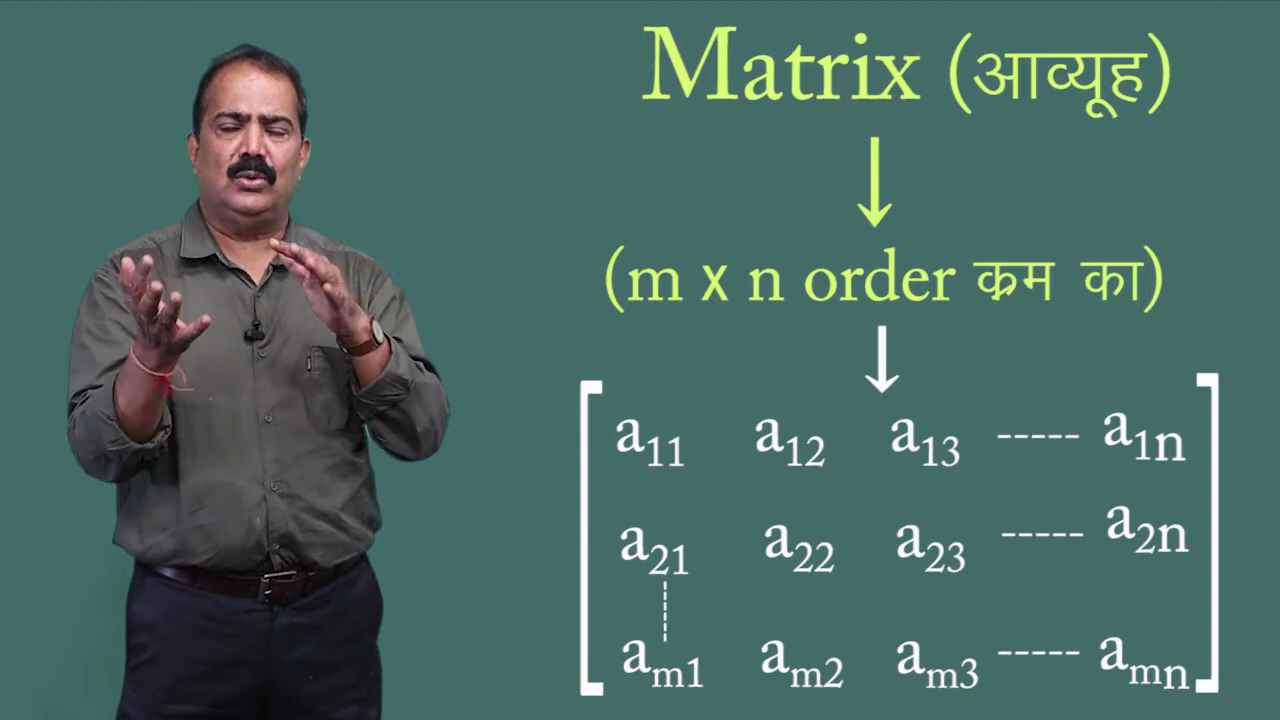 Matrix (आव्यूह)
(m x n order क्रम का)
a11 a12 a13 ----- a1n
a21 a22 a23 ----- a2n
am1 am2 am3 ----- amn